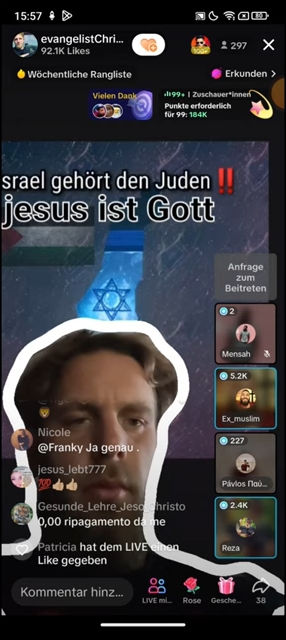 15:57
80
evangelistChri...
92.1K Likes
297
Wöchentliche Rangliste
Erkunden >
Vielen Dank
99+ | Zuschauer*innen
Punkte erforderlich
für 99: 184K
srael gehört den Juden ‼️
jesus ist Gott
Anfrage
zum
Beitreten
2
Mensah
5.2K
Ex_muslim
227
Pávlos Παύ...
2.4K
Reza
Nicole
@Franky Ja genau .
jesus_lebt777
💯👍🏼👍🏼
Gesunde_Lehre_Jeso_Christo
0,00 ripagamento da me
Patricia hat dem LIVE einen
Like gegeben
Kommentar hinz...
LIVE mi...
Rose
Gesche...
38